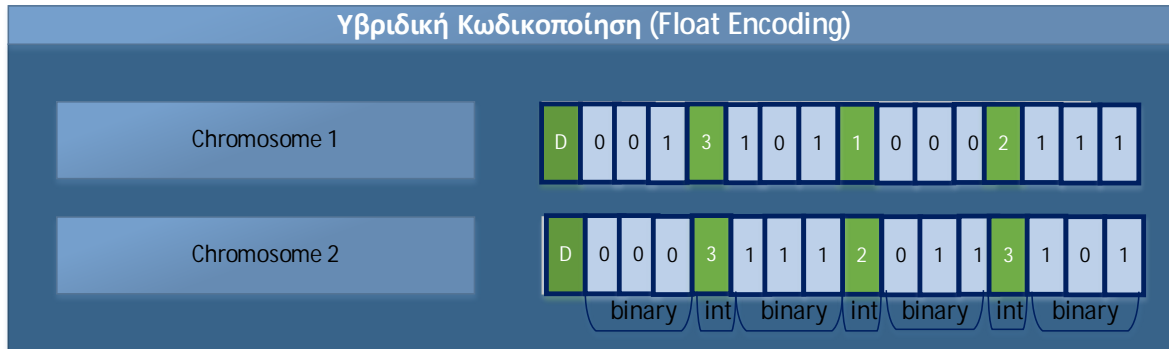 Υβριδική Κωδικοποίηση (Float Encoding)
Chromosome 1 D 0 0 1 3 1 0 1 1 0 0 0 2 1 1 1
Chromosome 2 D 0 0 0 3 1 1 1 2 0 1 1 3 1 0 1
binary int binary int binary int binary